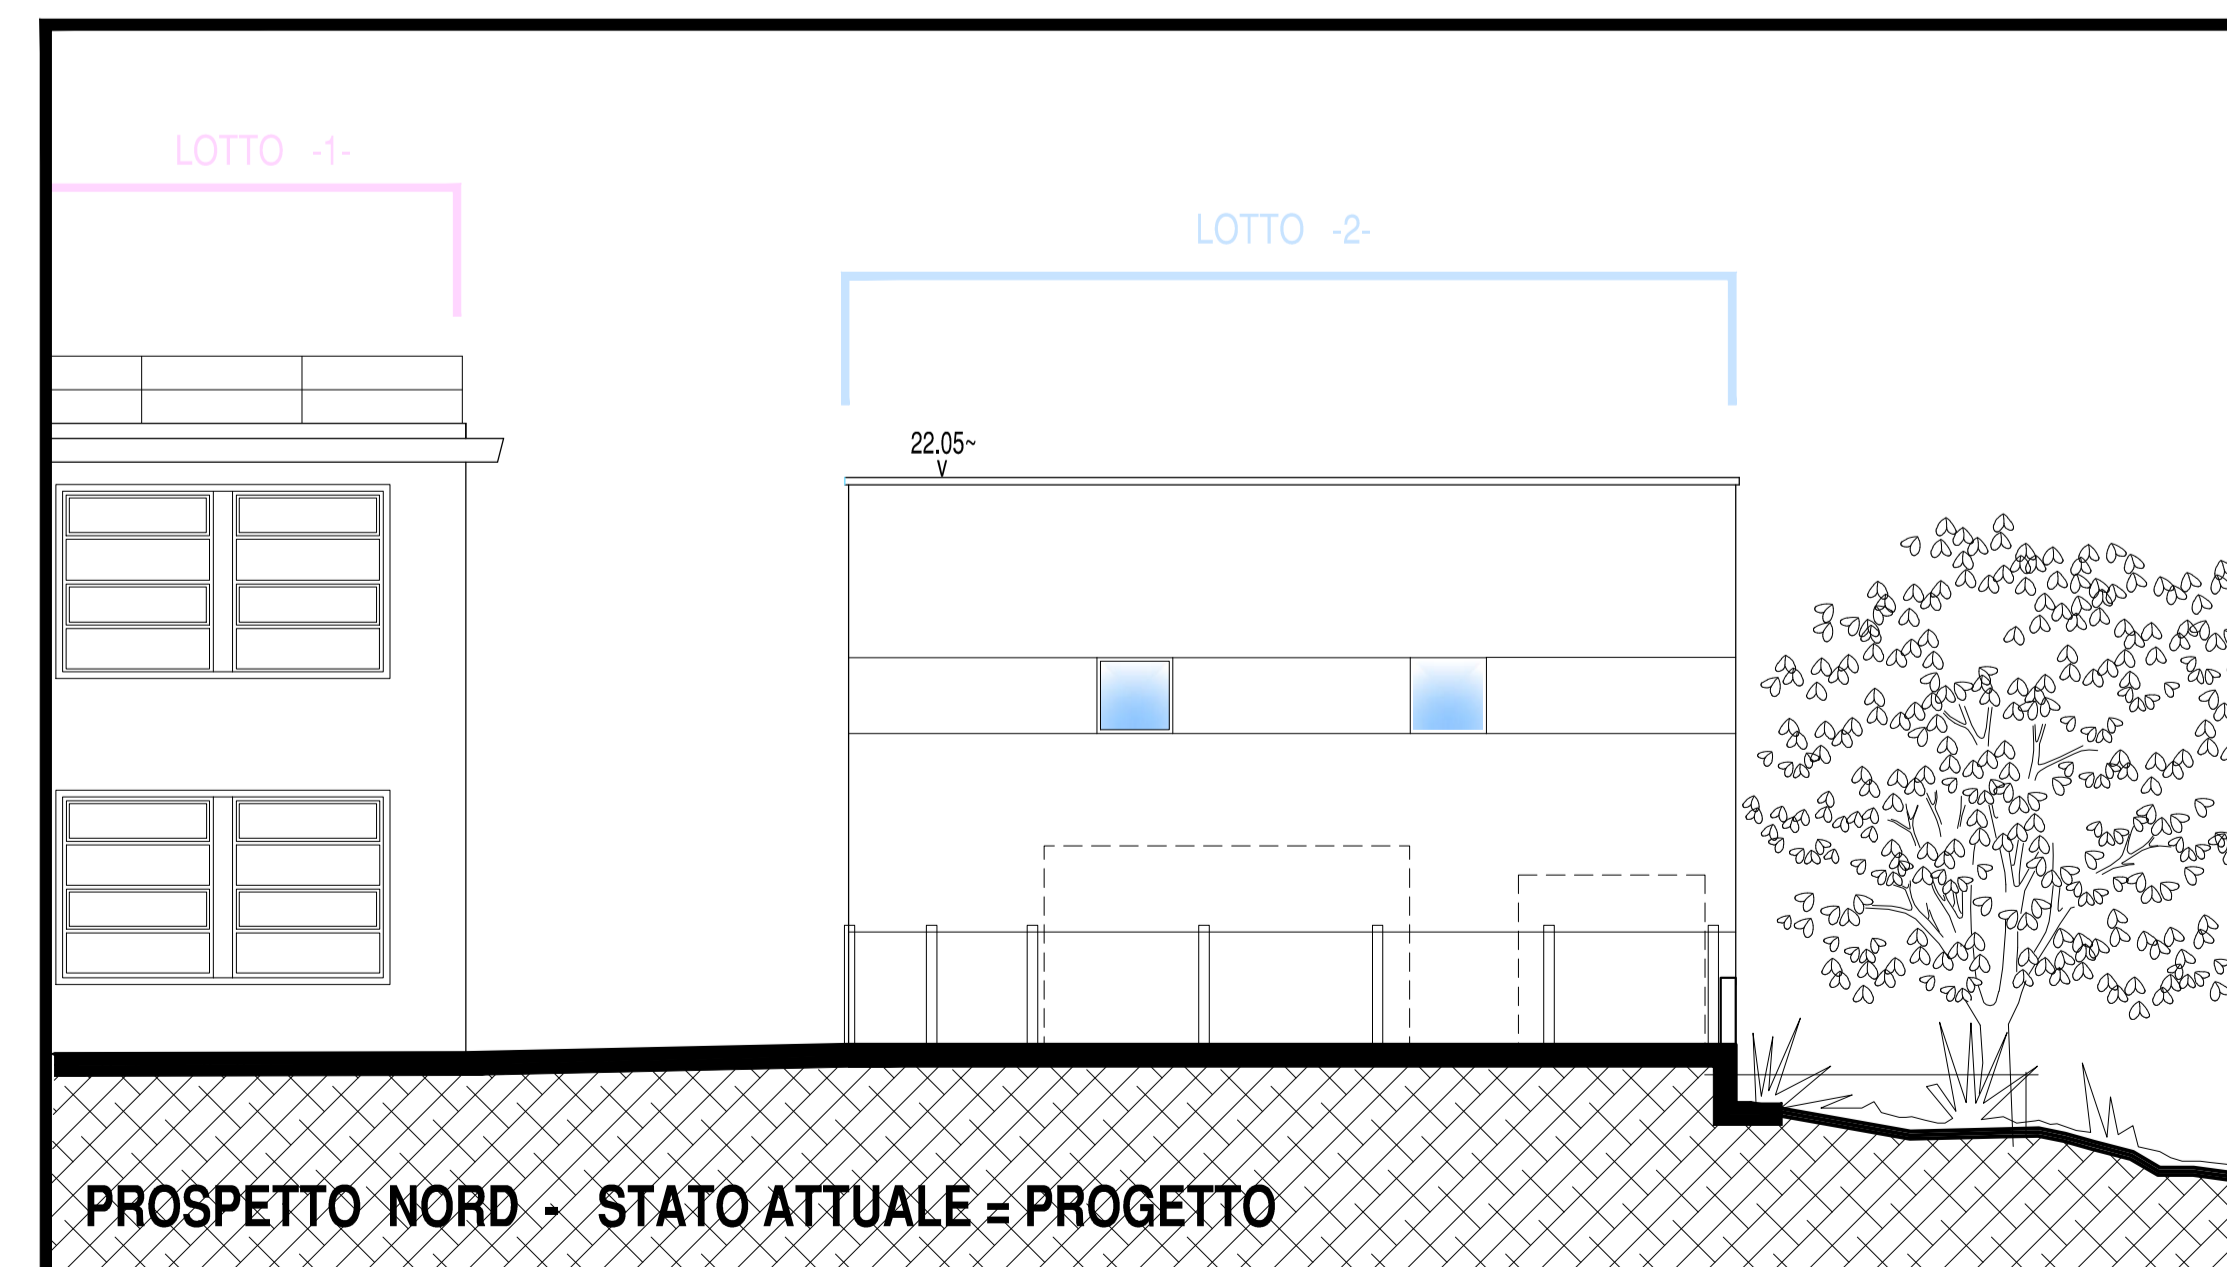 LOTTO -1-
LOTTO -2-
22.05~
PROSPETTO NORD - STATO ATTUALE = PROGETTO